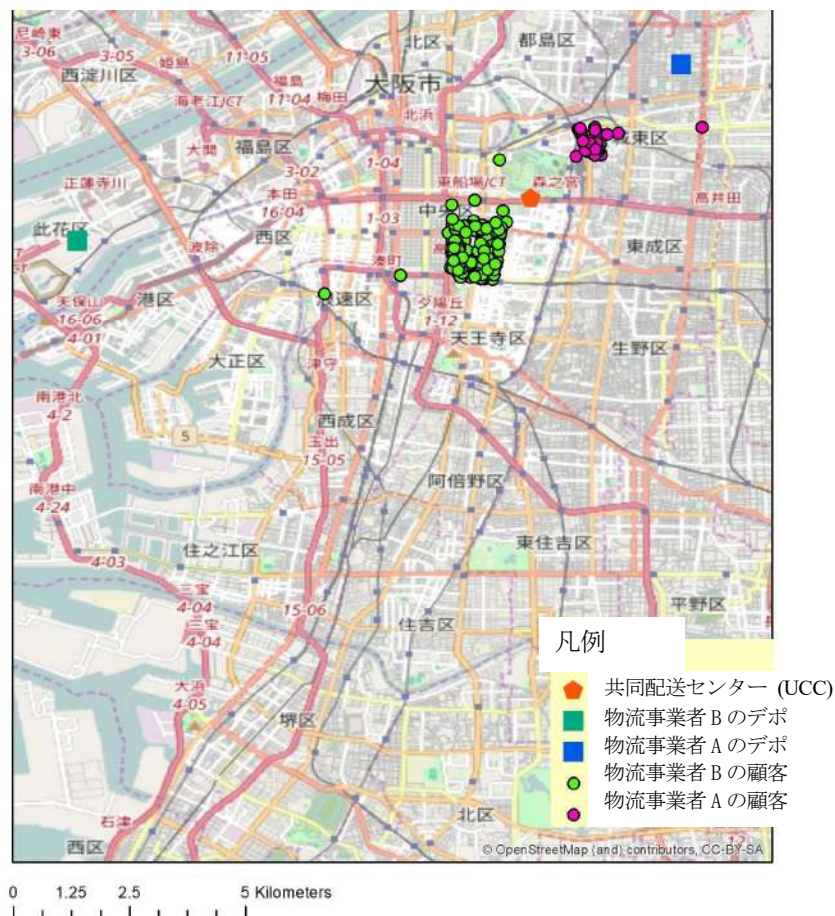 尼崎東
3-06
3-05
姫島
11-05
北区
都島区
西淀川区
大阪市
福島
11-04
梅田
海老江JCT
北浜
大開
福島区
1-04
城東区
3-02
正蓮寺川
東船場JCT
森之宮
本田
16-04
中央区
高井田
1-03
此花区
西区
波除
東成区
湊町
天保山
16-06
4-01
港区
浪速区
夕陽丘
1-12
天王寺区
生野区
大正区
津守
南港北
4-2
西成区
5
玉出
15-05
阿倍野区
南港中
4-24
住之江区
東住吉区
4-03
三宝
4-04
15-06
平野区
三宝
4-04
住吉区
凡例
大浜
4-05
堺区
共同配送センター (UCC)
物流事業者 B のデポ
物流事業者 A のデポ
物流事業者 B の顧客
物流事業者 A の顧客
石津
北区
西区
12
© OpenStreetMap (and) contributors, CC-BY-SA
0 1.25 2.5 5 Kilometers